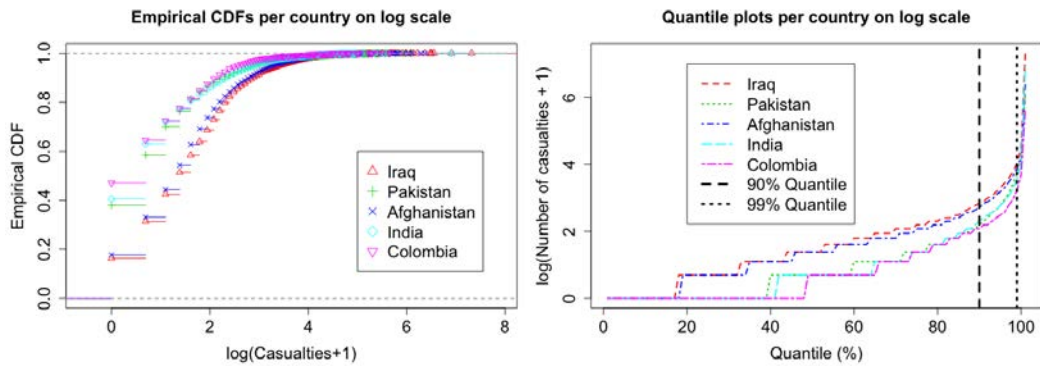 Empirical CDFs per country on log scale
Empirical CDF
1.0
0.8
0.6
0.4
0.2
0.0
Iraq
Pakistan
Afghanistan
India
Colombia
0 2 4 6 8
log(Casualties+1)
Quantile plots per country on log scale
log(Number of casualties + 1)
6
4
2
0
Iraq
Pakistan
Afghanistan
India
Colombia
90% Quantile
99% Quantile
0 20 40 60 80 100
Quantile (%)